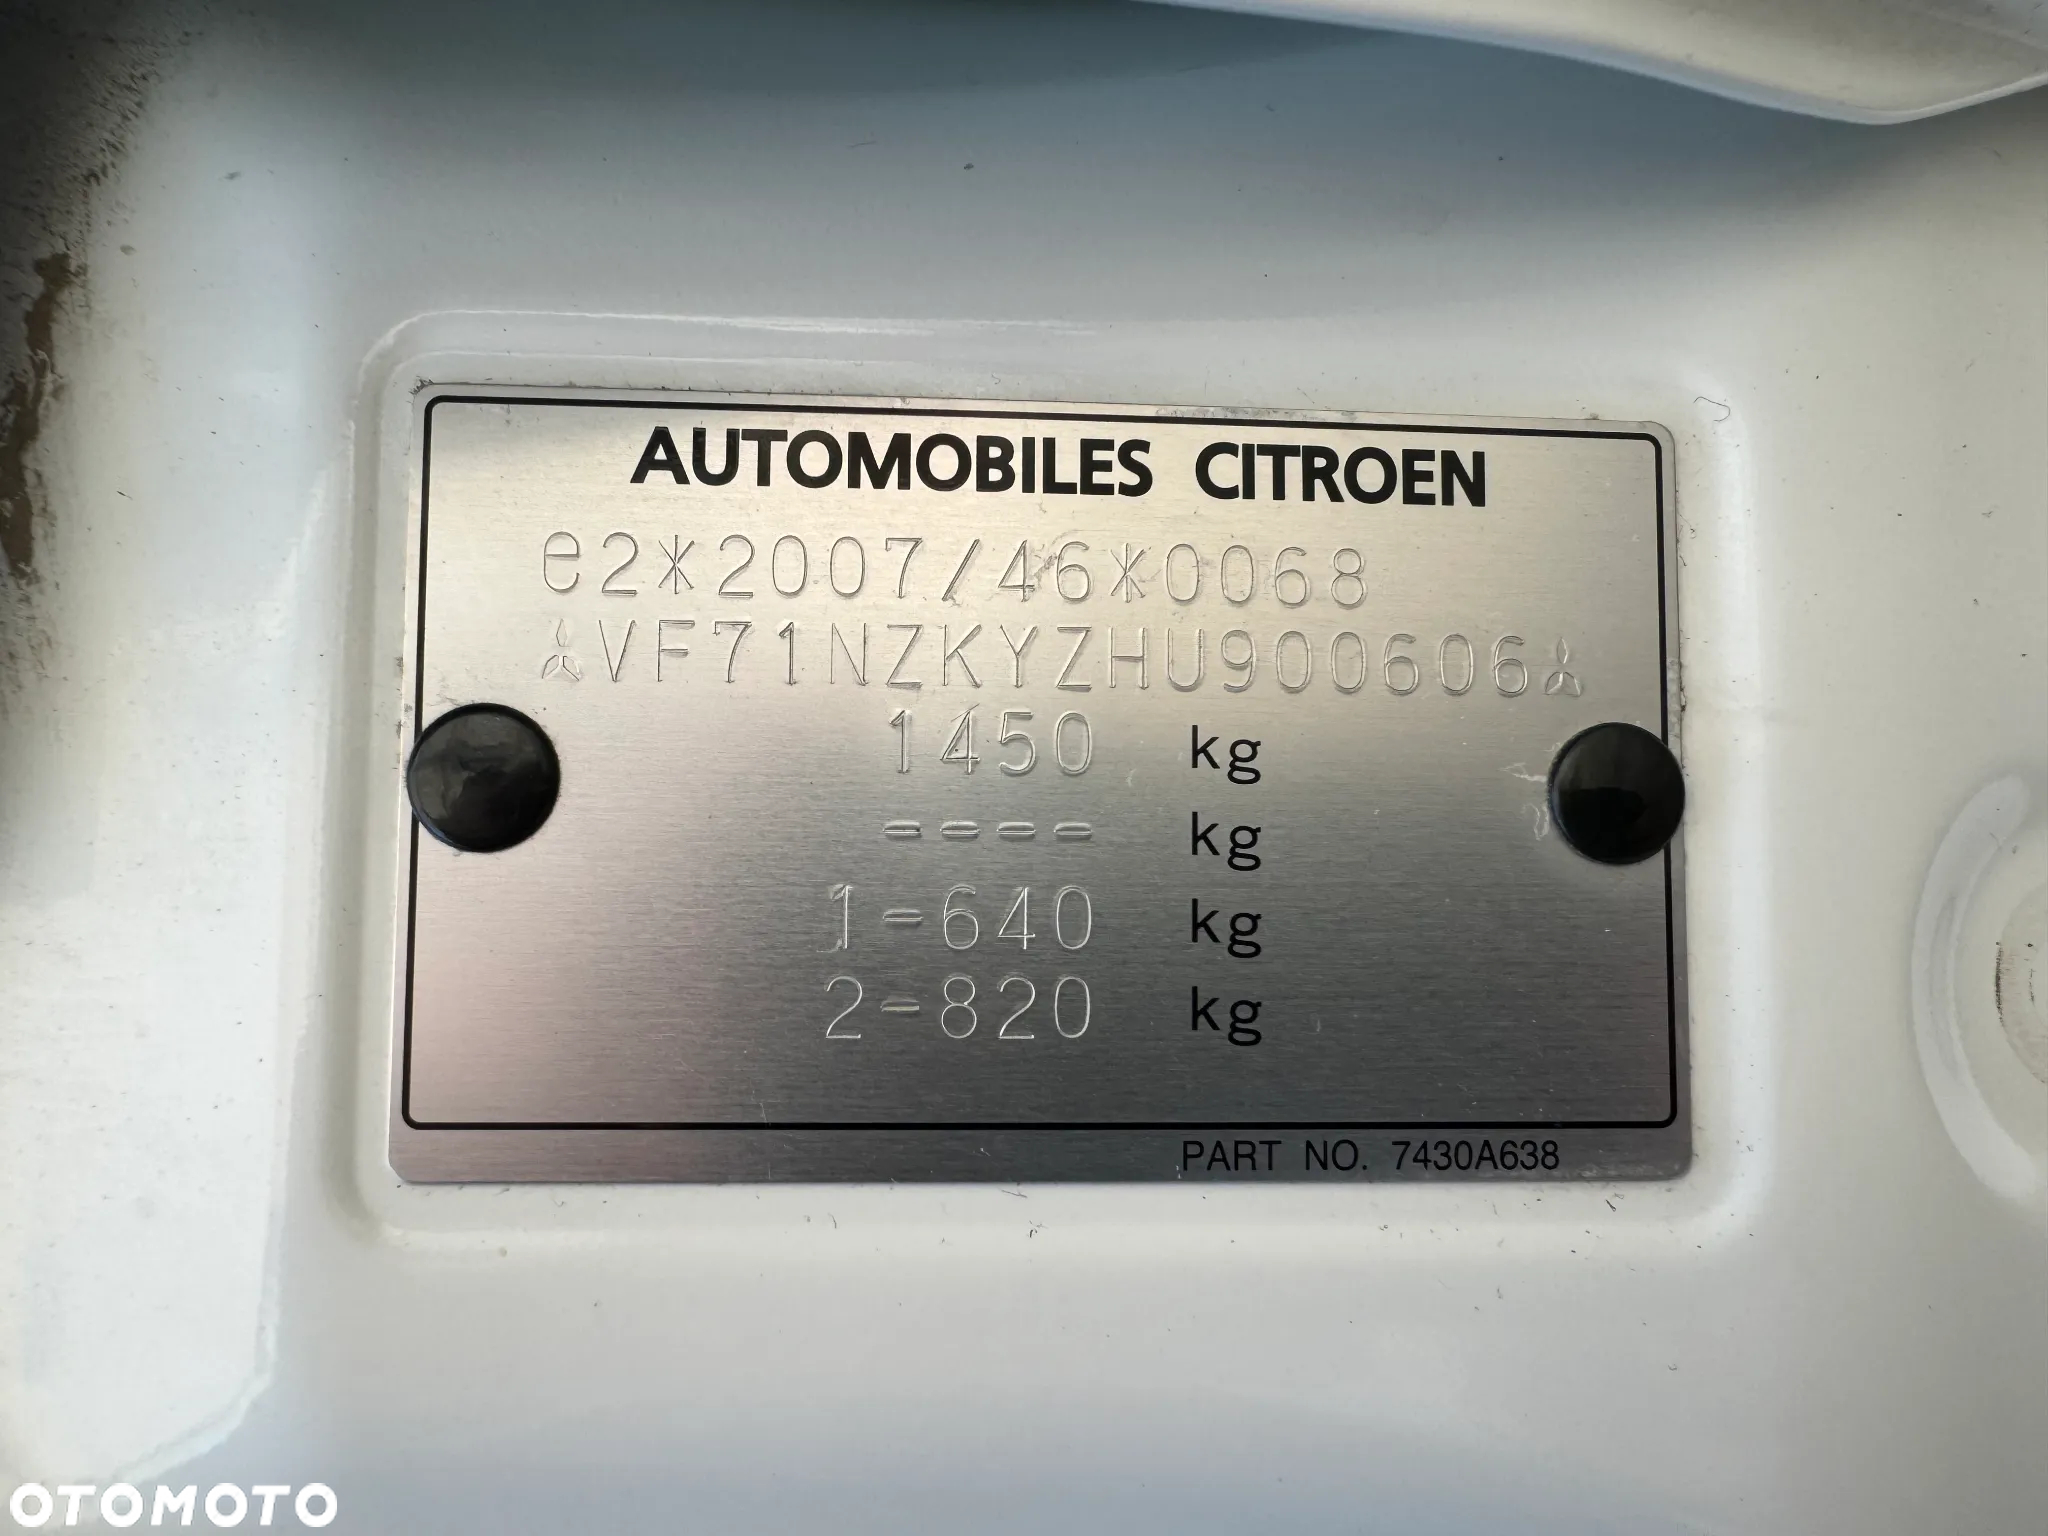 AUTOMOBILES CITROEN
e2*2007/46*0068
VF71NZKYZHU900606
1450 kg
---- kg
1-640 kg
2-820 kg
PART NO. 7430A638
OTOMOTO